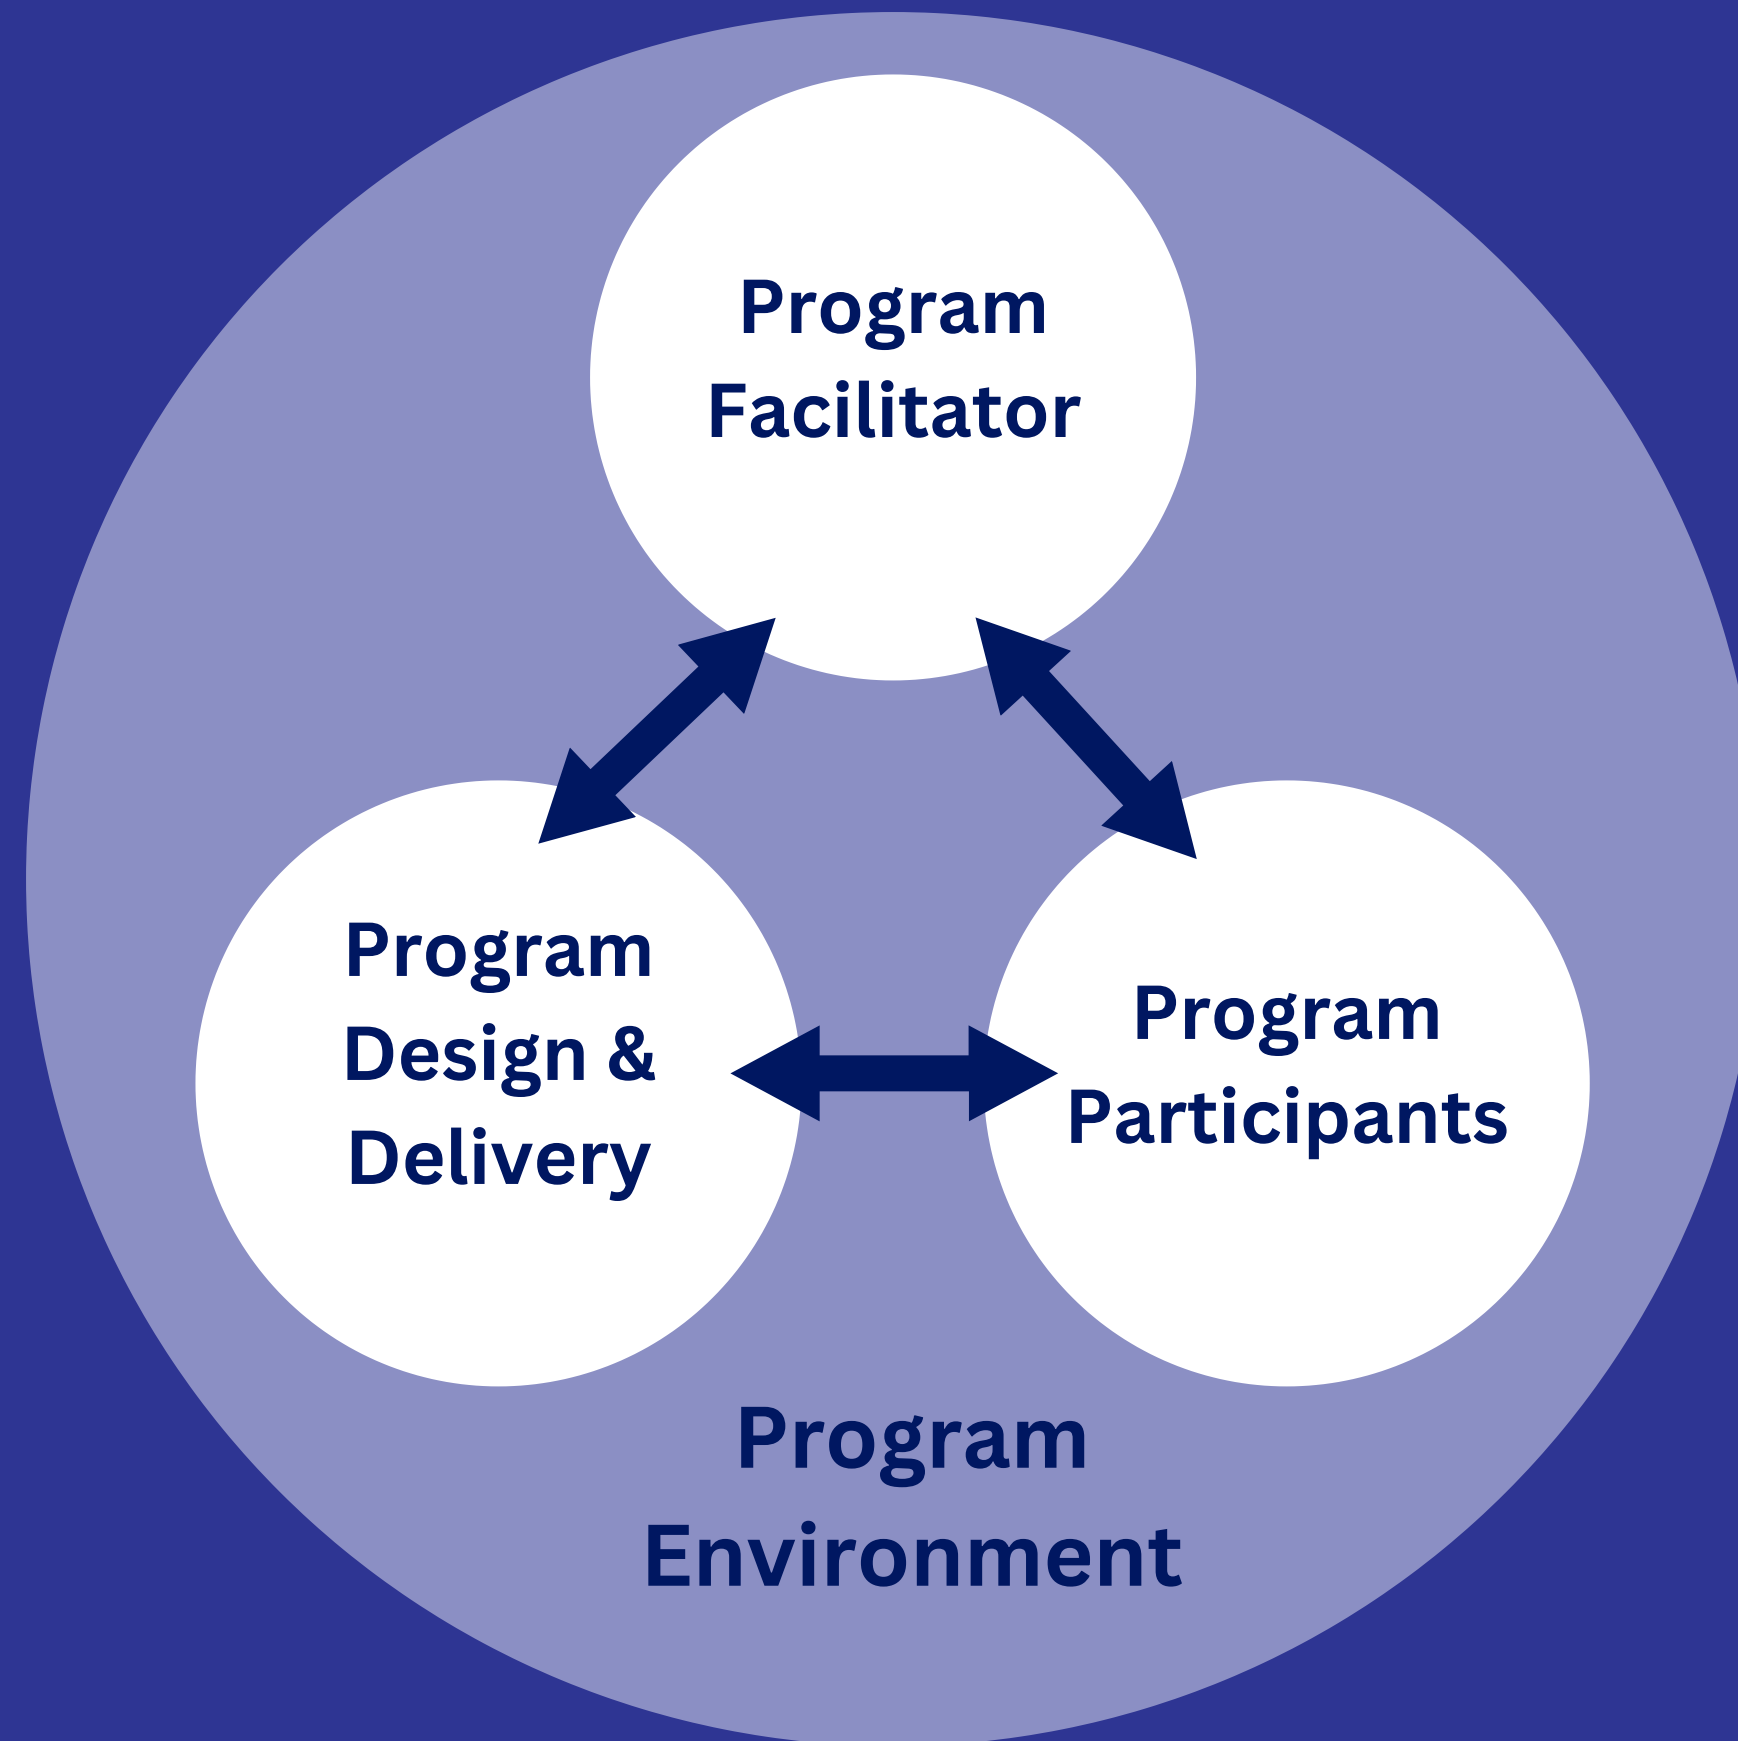 Program
Facilitator
Program
Design &
Delivery
Program
Participants
Program
Environment